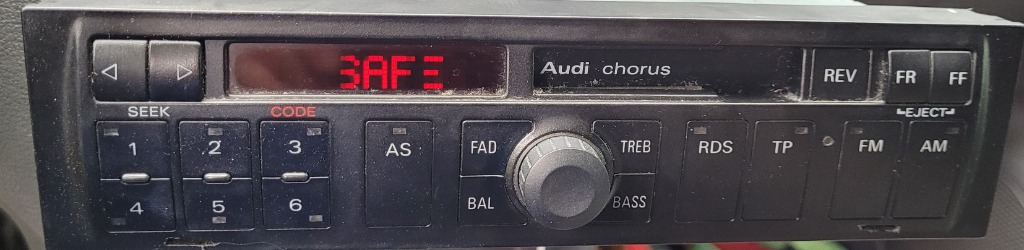 SAFE
Audi chorus
REV
FR FF
SEEK
CODE
EJECT
1 2 3
AS
FAD
TREB
RDS
TP
FM
AM
4 5 6
BAL
BASS